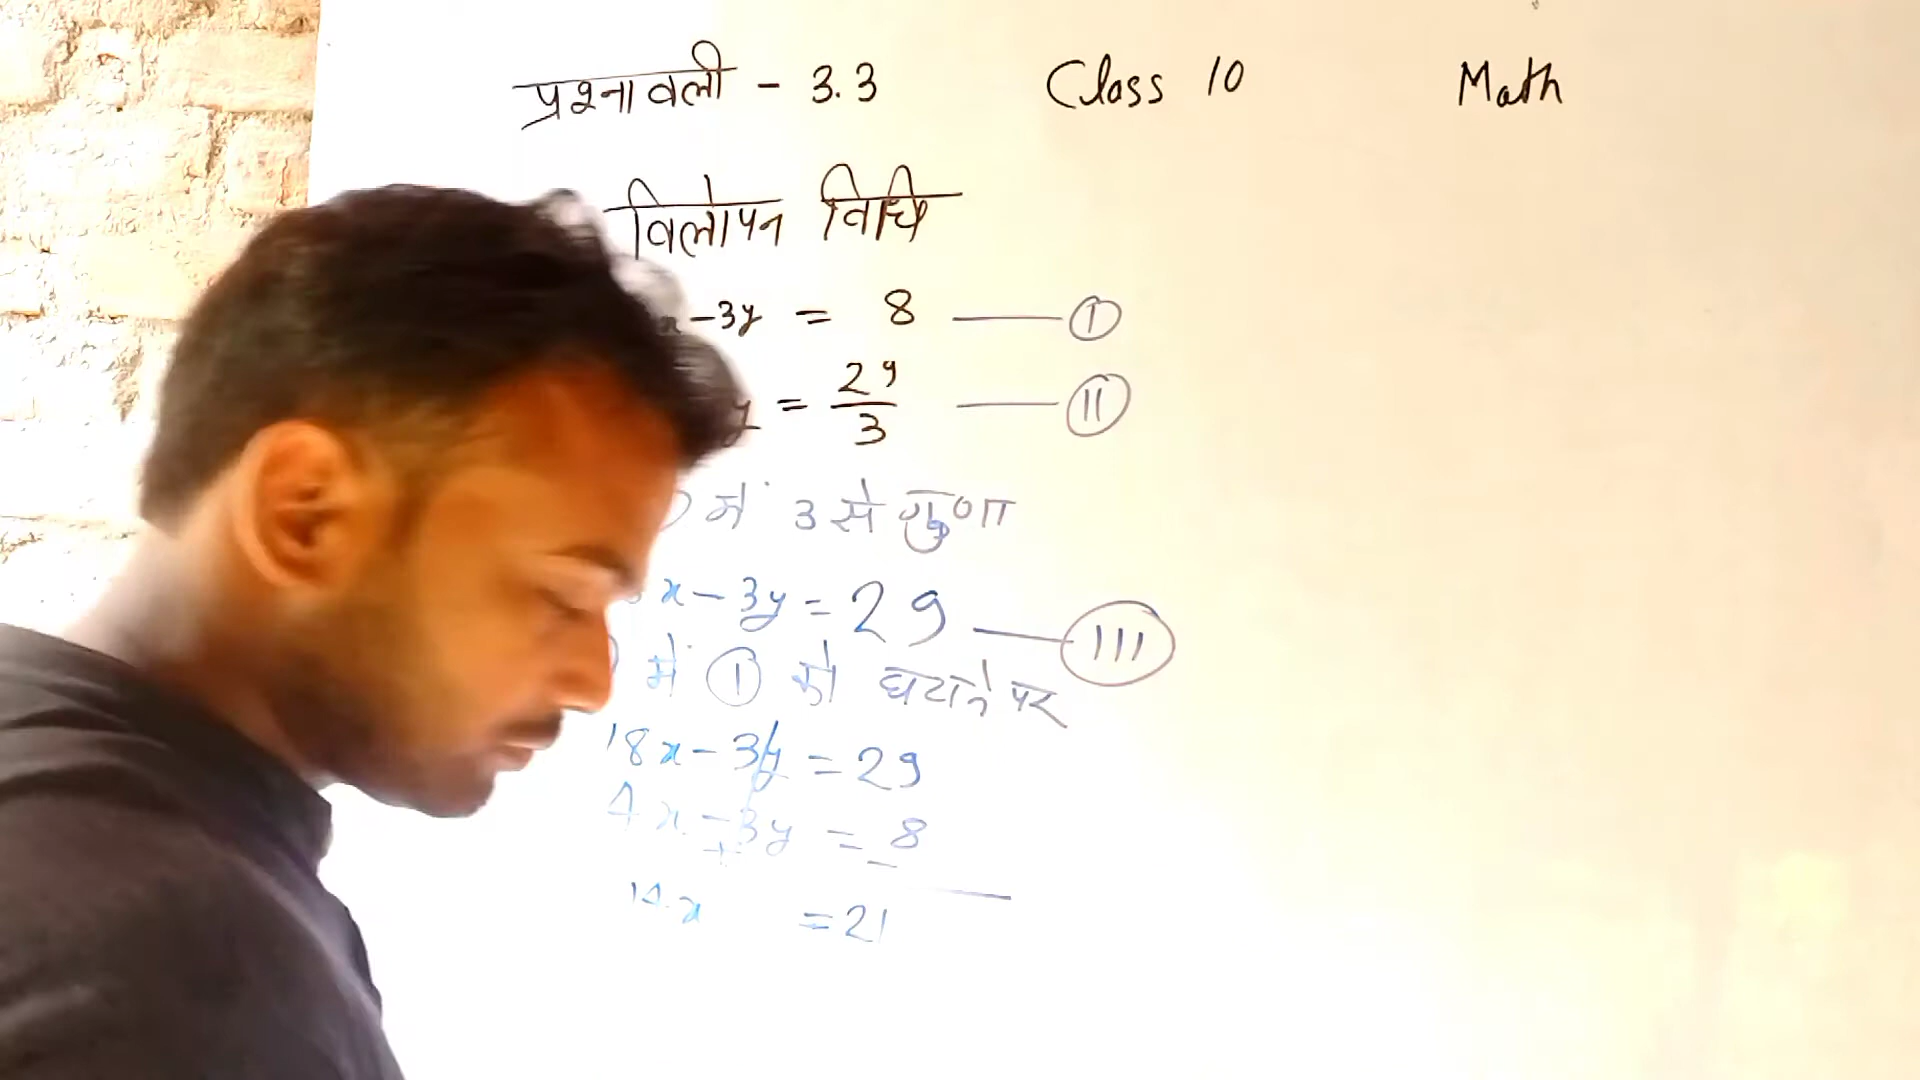 प्रश्नावली - 3.3 Class 10 Math
विलोपन विधि
x -3y = 8 —— I
y = 29/3 —— II
में 3 से गुणा
x - 3y = 29 —— III
में I को घटाने पर
18x - 3y = 29
4x - 3y = 8
+ -
14x = 21